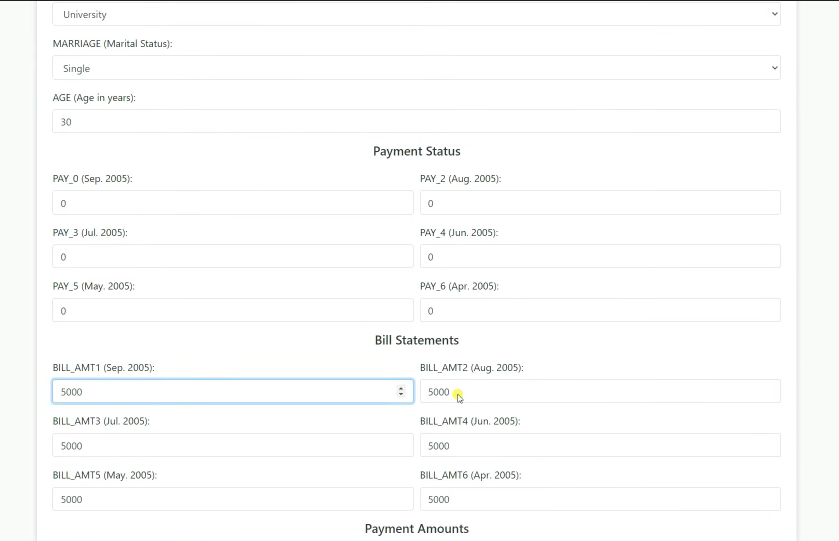 University
MARRIAGE (Marital Status):
Single
AGE (Age in years):
30
Payment Status
PAY_0 (Sep. 2005): PAY_2 (Aug. 2005):
0 0
PAY_3 (Jul. 2005): PAY_4 (Jun. 2005):
0 0
PAY_5 (May. 2005): PAY_6 (Apr. 2005):
0 0
Bill Statements
BILL_AMT1 (Sep. 2005): BILL_AMT2 (Aug. 2005):
5000 5000
BILL_AMT3 (Jul. 2005): BILL_AMT4 (Jun. 2005):
5000 5000
BILL_AMT5 (May. 2005): BILL_AMT6 (Apr. 2005):
5000 5000
Payment Amounts